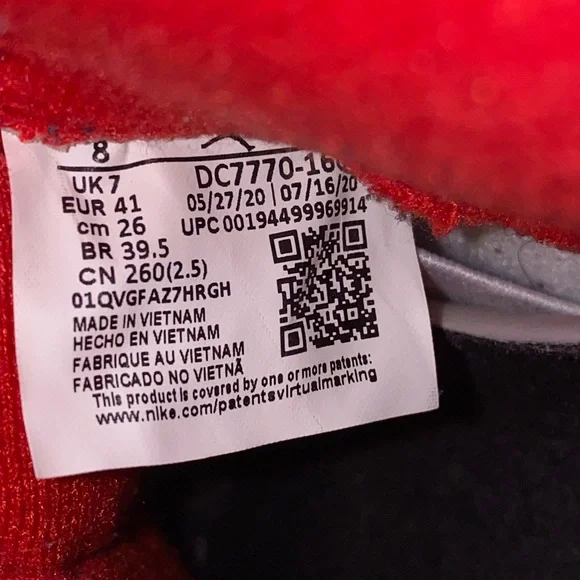 8
UK 7
EUR 41
cm 26
BR 39.5
CN 260(2.5)
01QVGFAZ7HRGH
DC7770-160
05/27/20 07/16/20
UPC 00194499969914
MADE IN VIETNAM
HECHO EN VIETNAM
FABRIQUE AU VIETNAM
FABRICADO NO VIETNÃ
This product is covered by one or more patents:
www.nike.com/patentsvirtualmarking